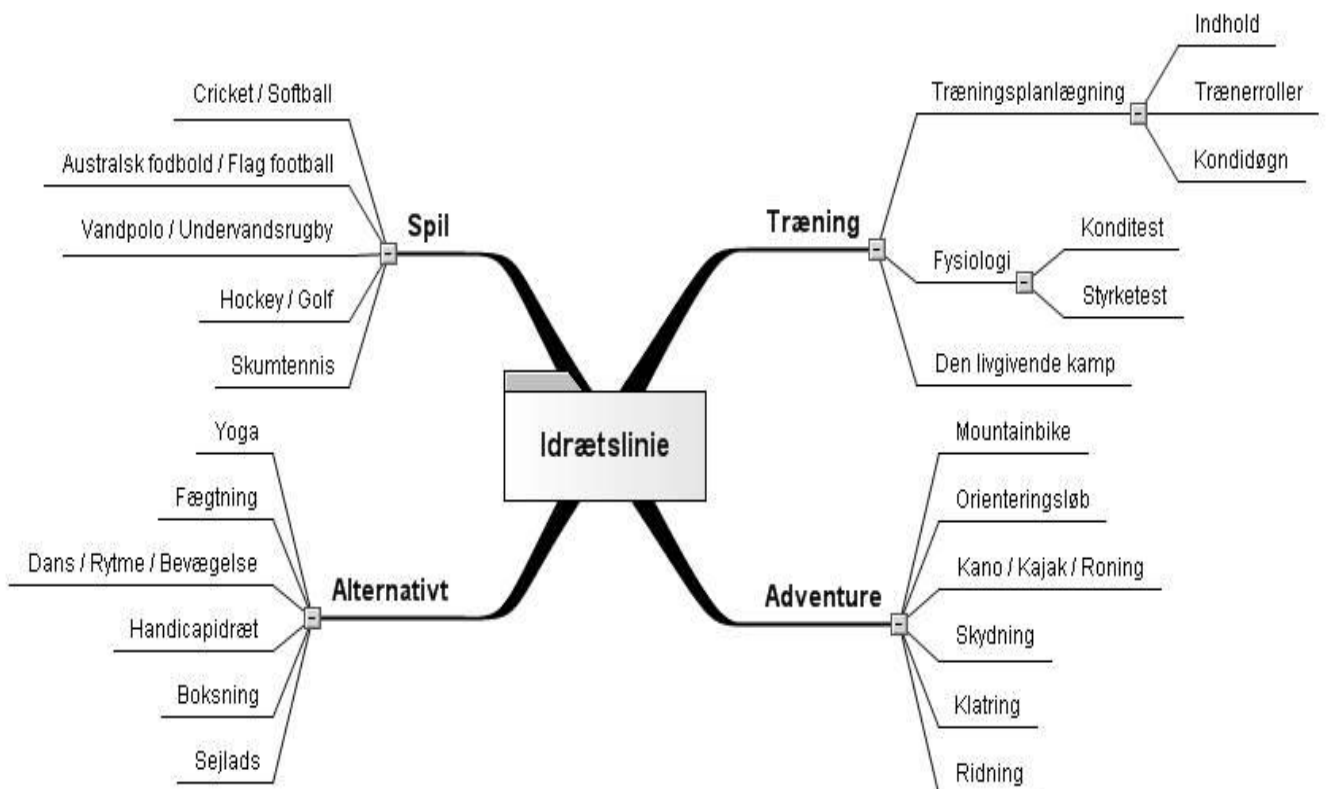 Idrætslinie
Spil
Cricket / Softball
Australsk fodbold / Flag football
Vandpolo / Undervandsrugby
Hockey / Golf
Skumtennis
Træning
Træningsplanlægning
Indhold
Trænerroller
Kondidøgn
Fysiologi
Konditest
Styrketest
Den livgivende kamp
Alternativt
Yoga
Fægtning
Dans / Rytme / Bevægelse
Handicapidræt
Boksning
Sejlads
Adventure
Mountainbike
Orienteringsløb
Kano / Kajak / Roning
Skydning
Klatring
Ridning